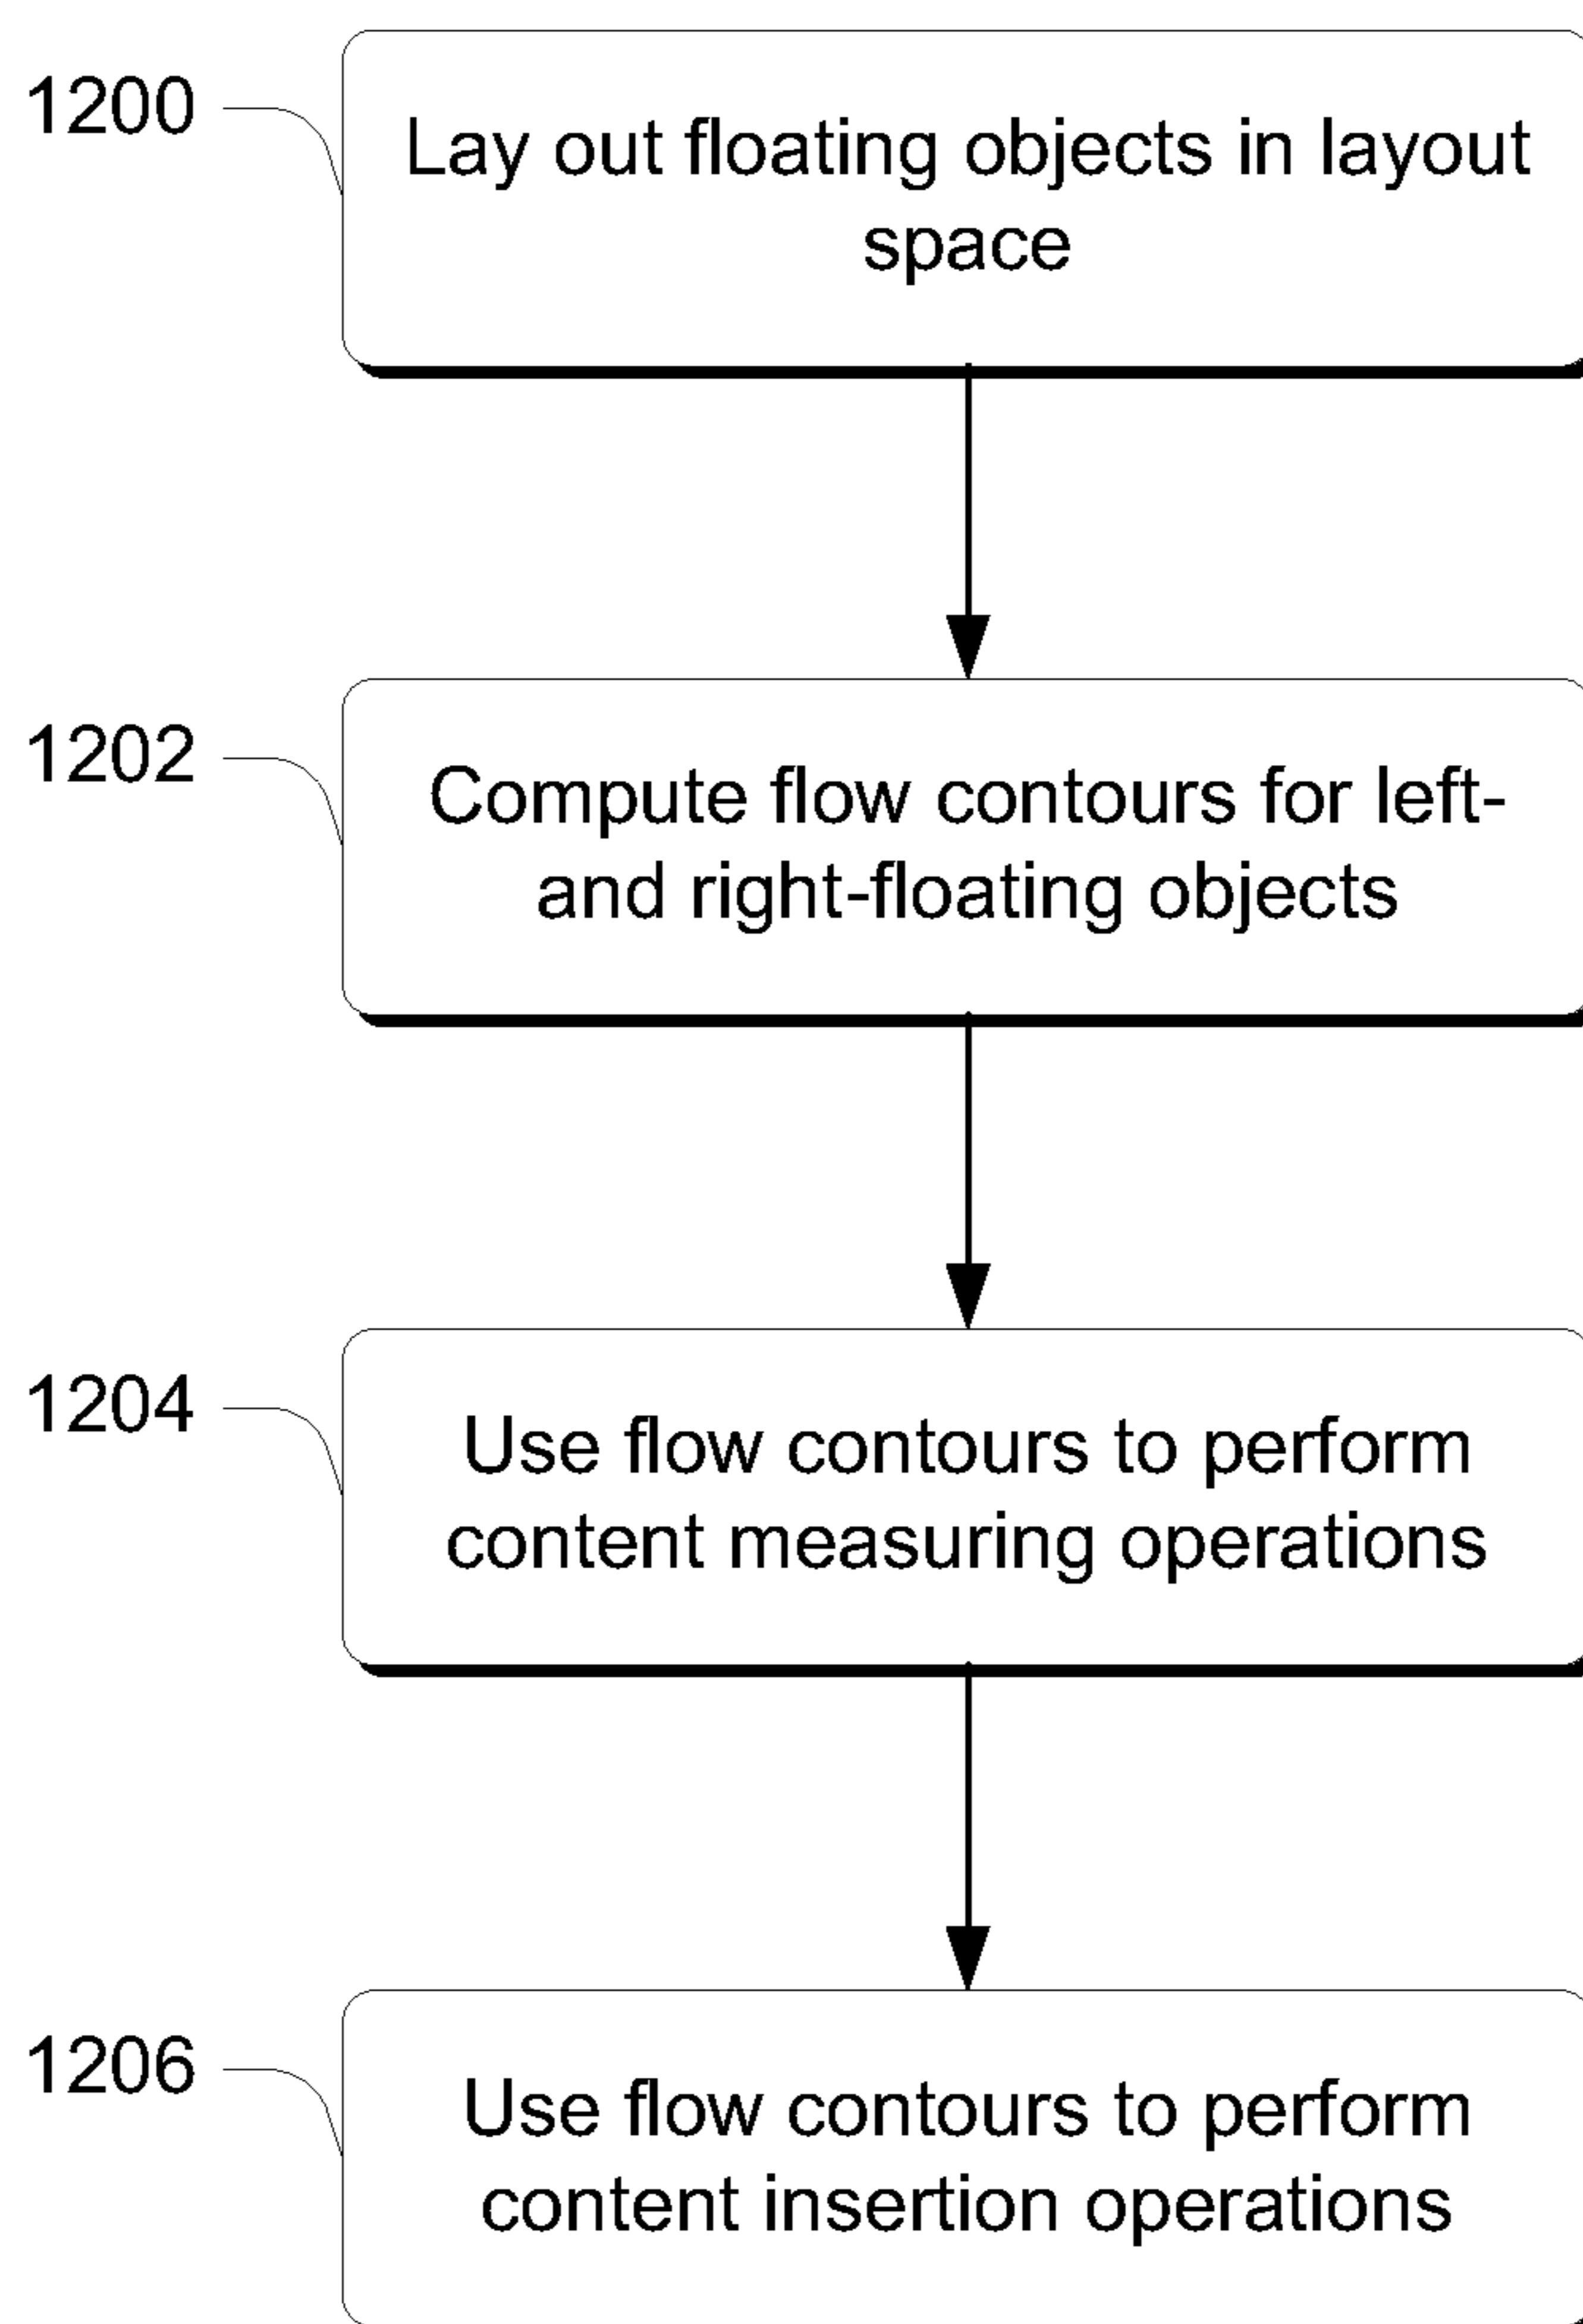 1200
Lay out floating objects in layout
space
1202
Compute flow contours for left-
and right-floating objects
1204
Use flow contours to perform
content measuring operations
1206
Use flow contours to perform
content insertion operations